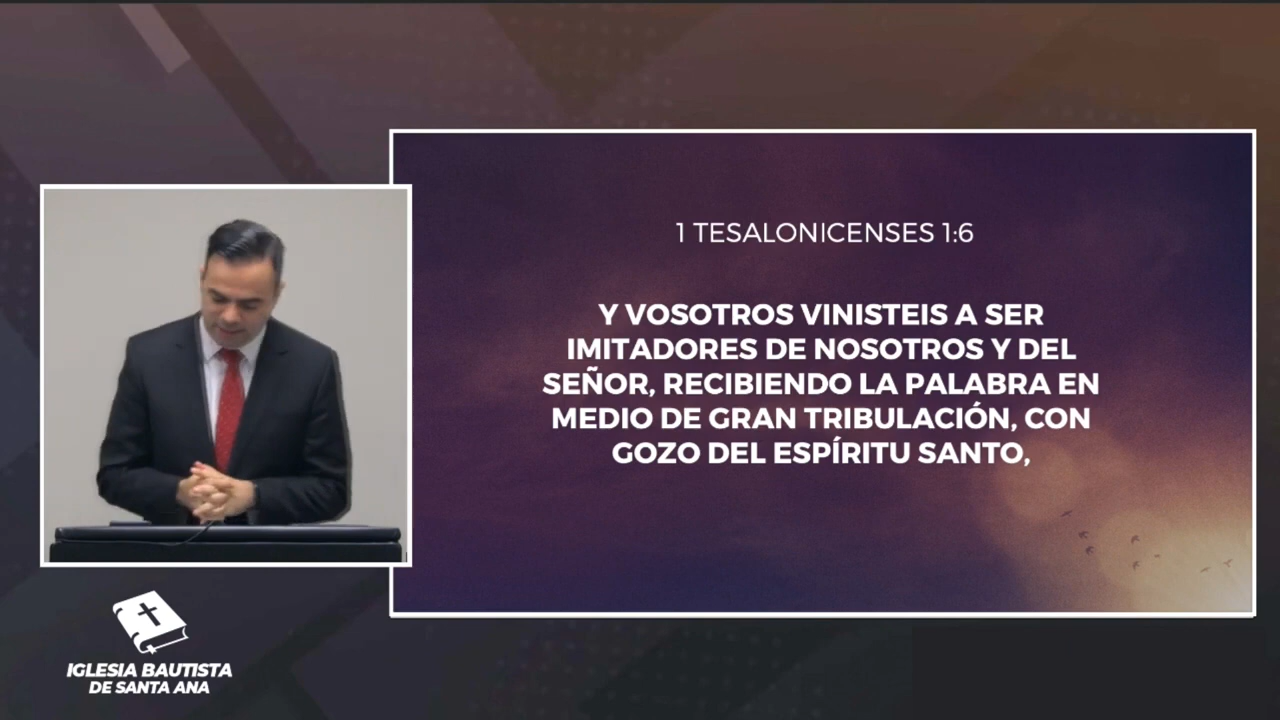 1 TESALONICENSES 1:6
Y VOSOTROS VINISTEIS A SER
IMITADORES DE NOSOTROS Y DEL
SEÑOR, RECIBIENDO LA PALABRA EN
MEDIO DE GRAN TRIBULACIÓN, CON
GOZO DEL ESPÍRITU SANTO,
IGLESIA BAUTISTA
DE SANTA ANA